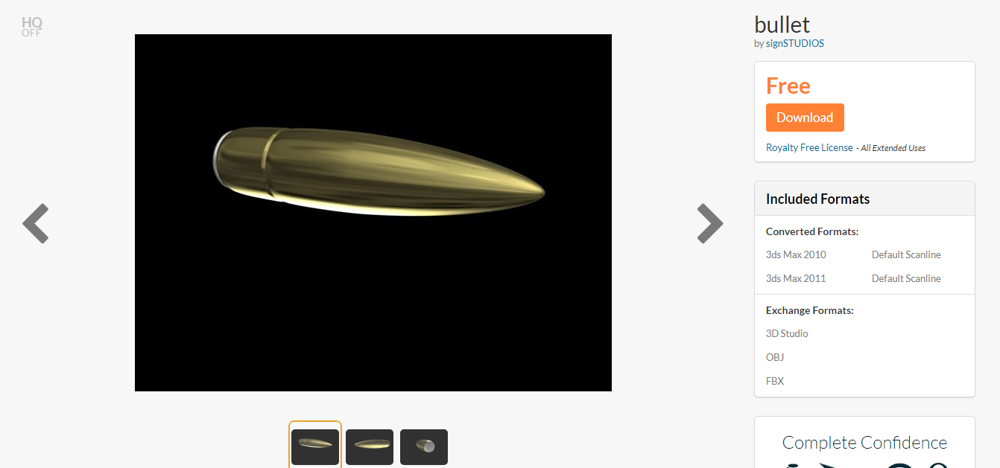 HQ
OFF
bullet
by signSTUDIOS
Free
Download
Royalty Free License - All Extended Uses
Included Formats
Converted Formats:
3ds Max 2010 Default Scanline
3ds Max 2011 Default Scanline
Exchange Formats:
3D Studio
OBJ
FBX
Complete Confidence